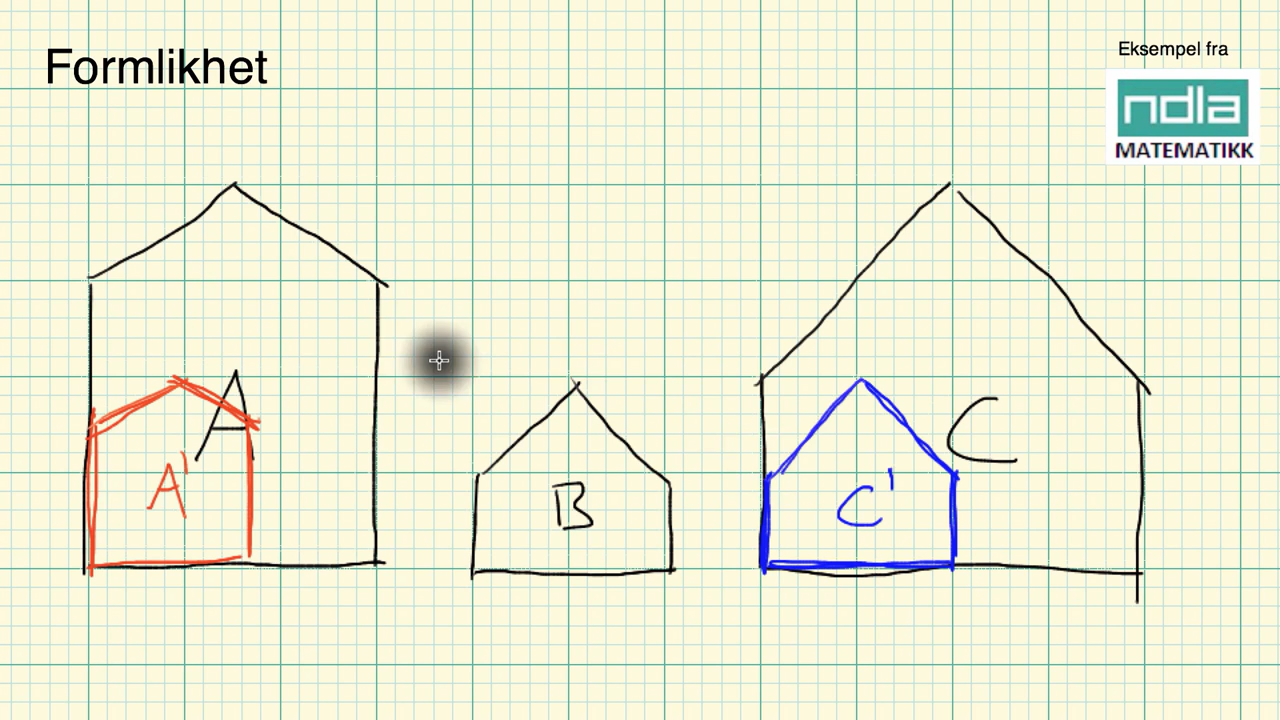 Formlikhet
Eksempel fra
ndla
MATEMATIKK
A
A'
B
C
C'